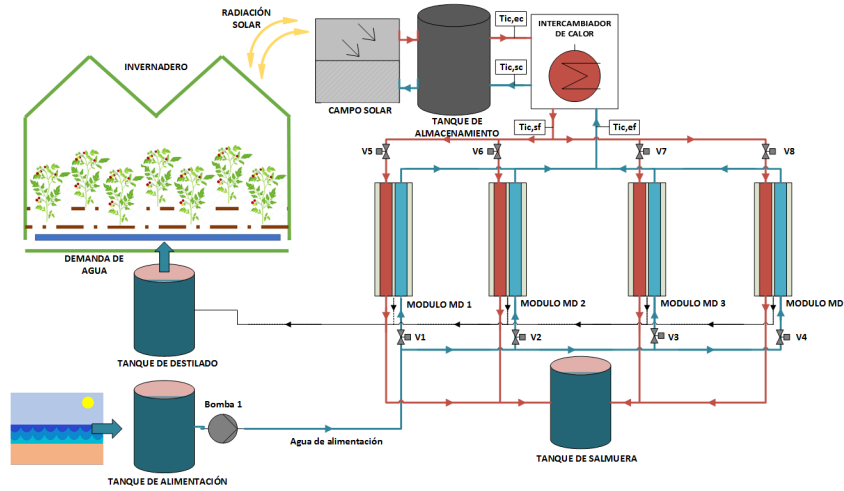 RADIACIÓN
SOLAR
INVERNADERO
CAMPO SOLAR
TANQUE DE
ALMACENAMIENTO
Tic,ec
Tic,sc
INTERCAMBIADOR
DE CALOR
Tic,sf
Tic,ef
V5
V6
V7
V8
DEMANDA DE
AGUA
MODULO MD 1
MODULO MD 2
MODULO MD 3
MODULO MD
V1
V2
V3
V4
TANQUE DE DESTILADO
Bomba 1
Agua de alimentación
TANQUE DE SALMUERA
TANQUE DE ALIMENTACIÓN